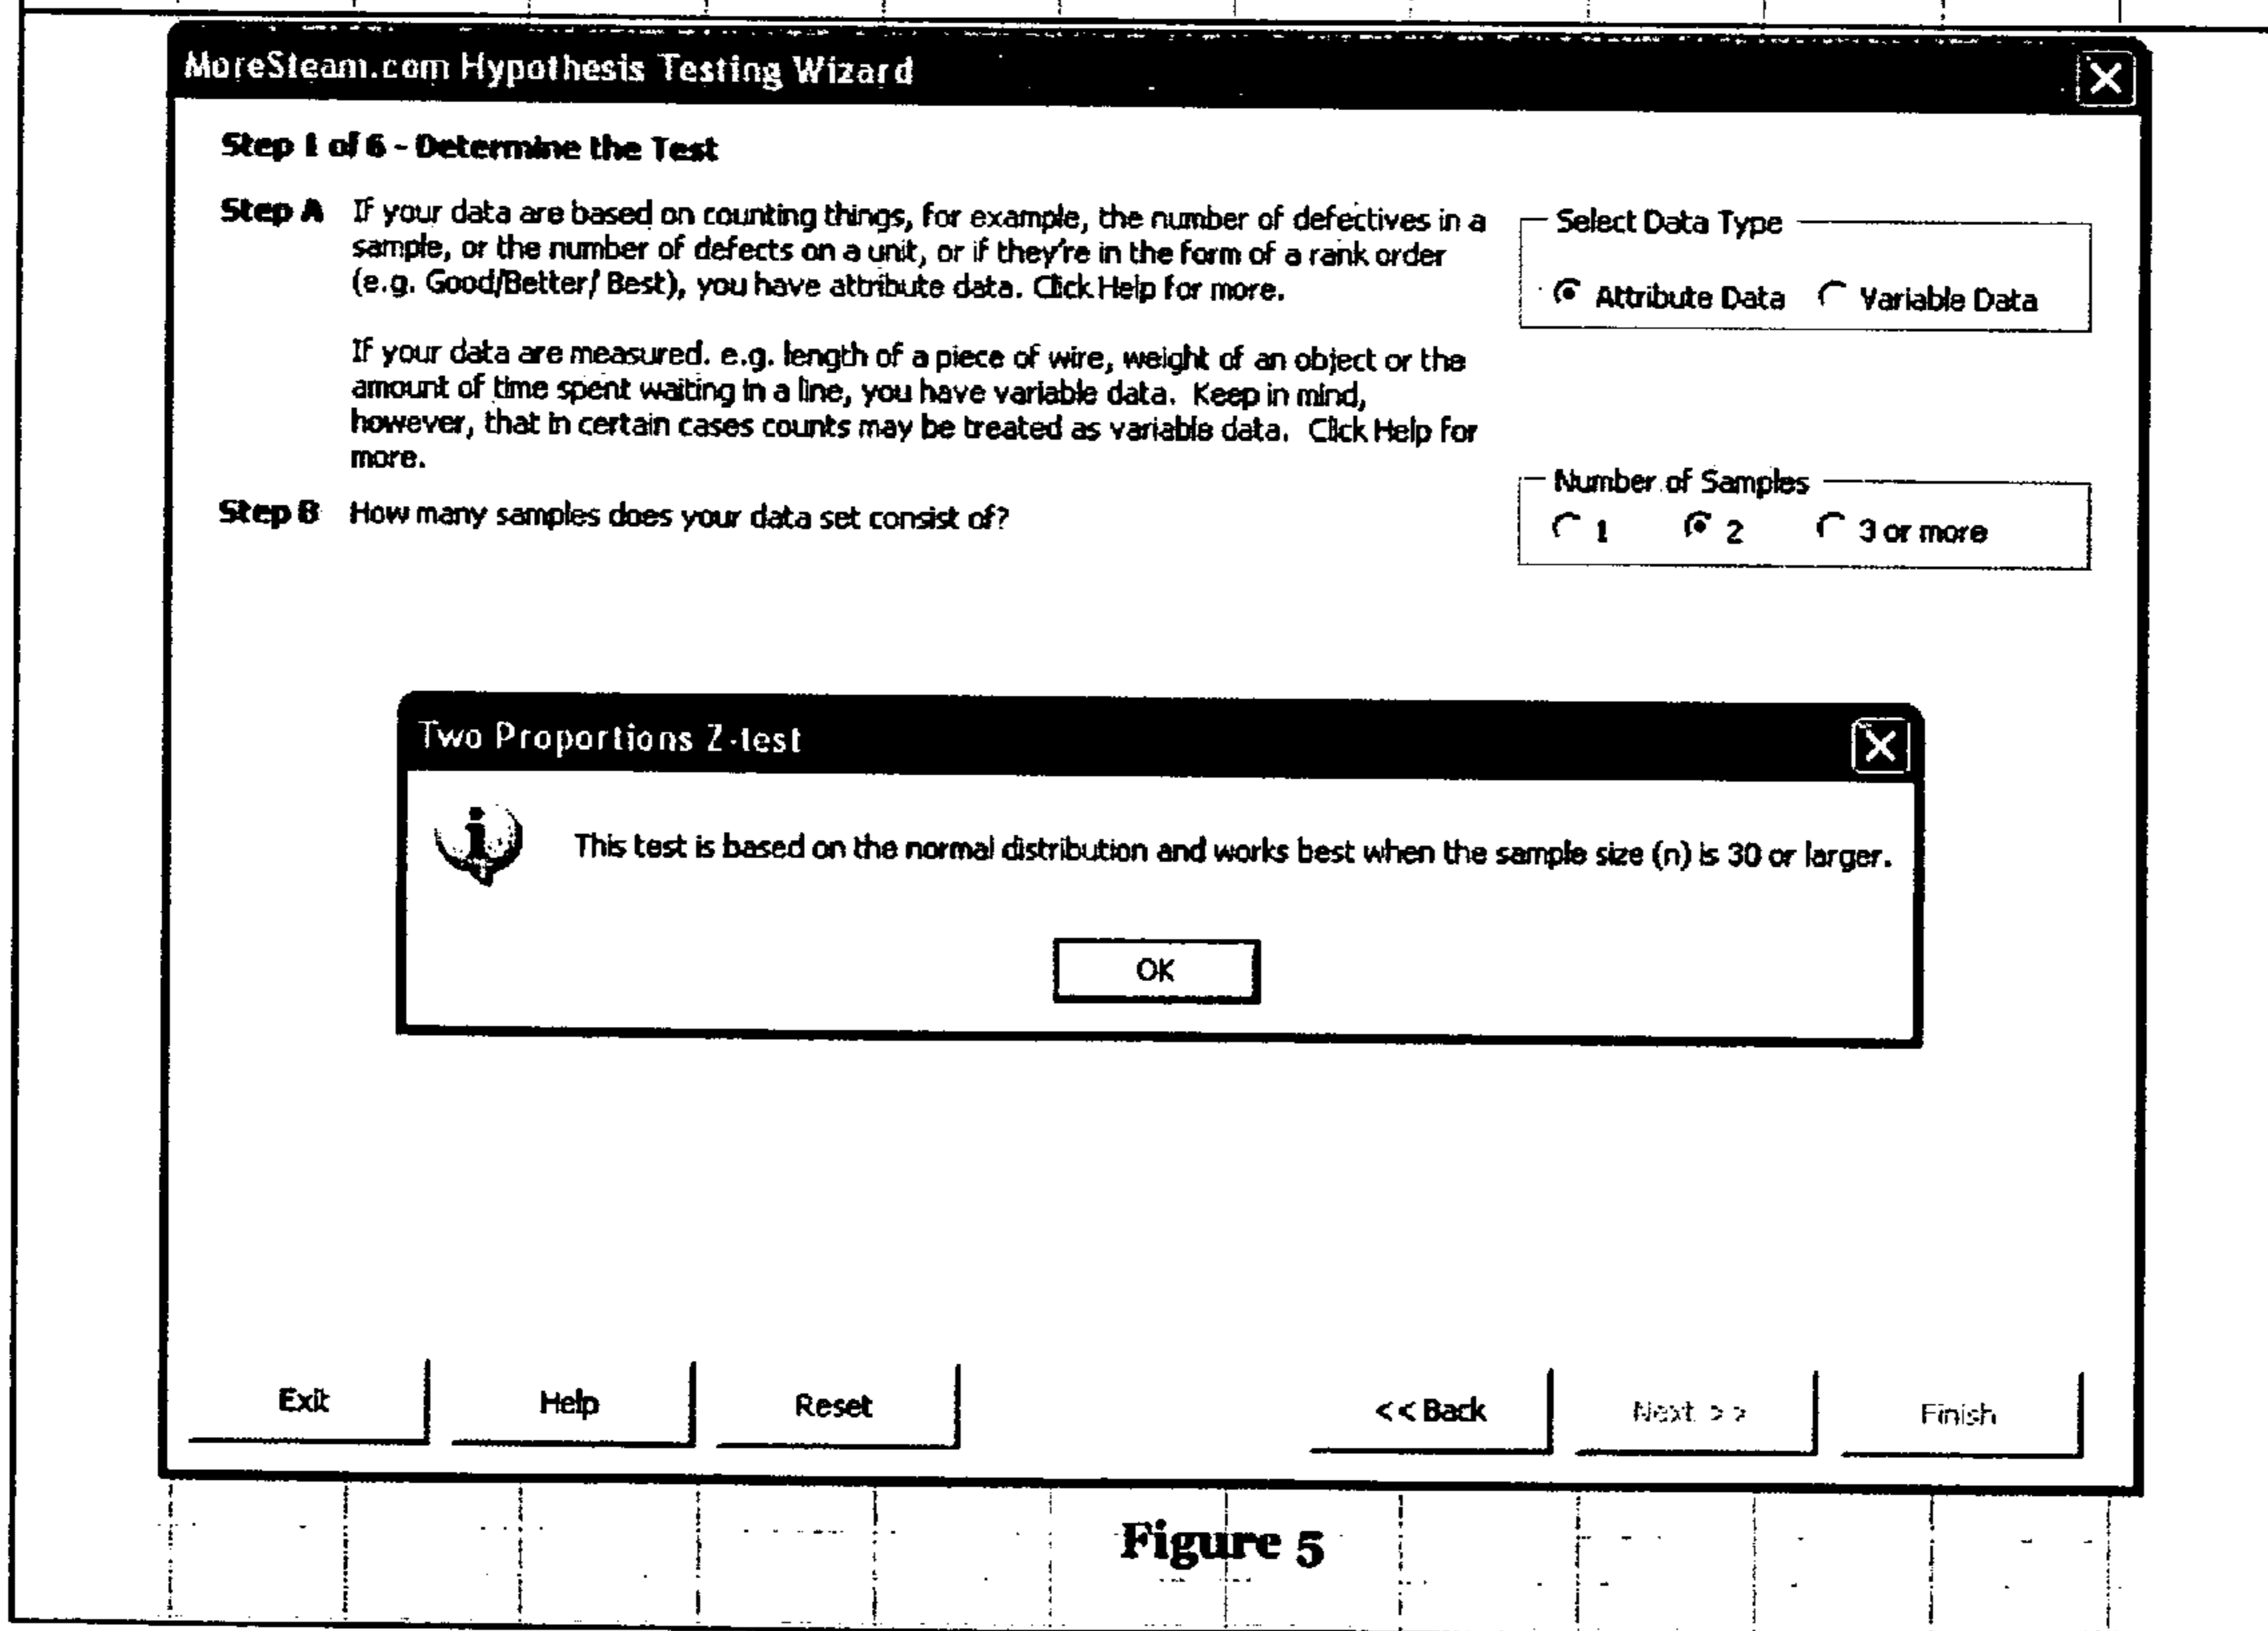 MoreSteam.com Hypothesis Testing Wizard
Step 1 of 6 - Determine the Test
Step A If your data are based on counting things, for example, the number of defectives in a
sample, or the number of defects on a unit, or if they're in the form of a rank order
(e.g. Good/Better/ Best), you have attribute data. Click Help for more.
Select Data Type
Attribute Data Variable Data
If your data are measured. e.g. length of a piece of wire, weight of an object or the
amount of time spent waiting in a line, you have variable data. Keep in mind,
however, that in certain cases counts may be treated as variable data. Click Help for
more.
Step B How many samples does your data set consist of?
Number of Samples
1 2 3 or more
Two Proportions Z-test
This test is based on the normal distribution and works best when the sample size (n) is 30 or larger.
OK
Exit Help Reset << Back Next >> Finish
Figure 5